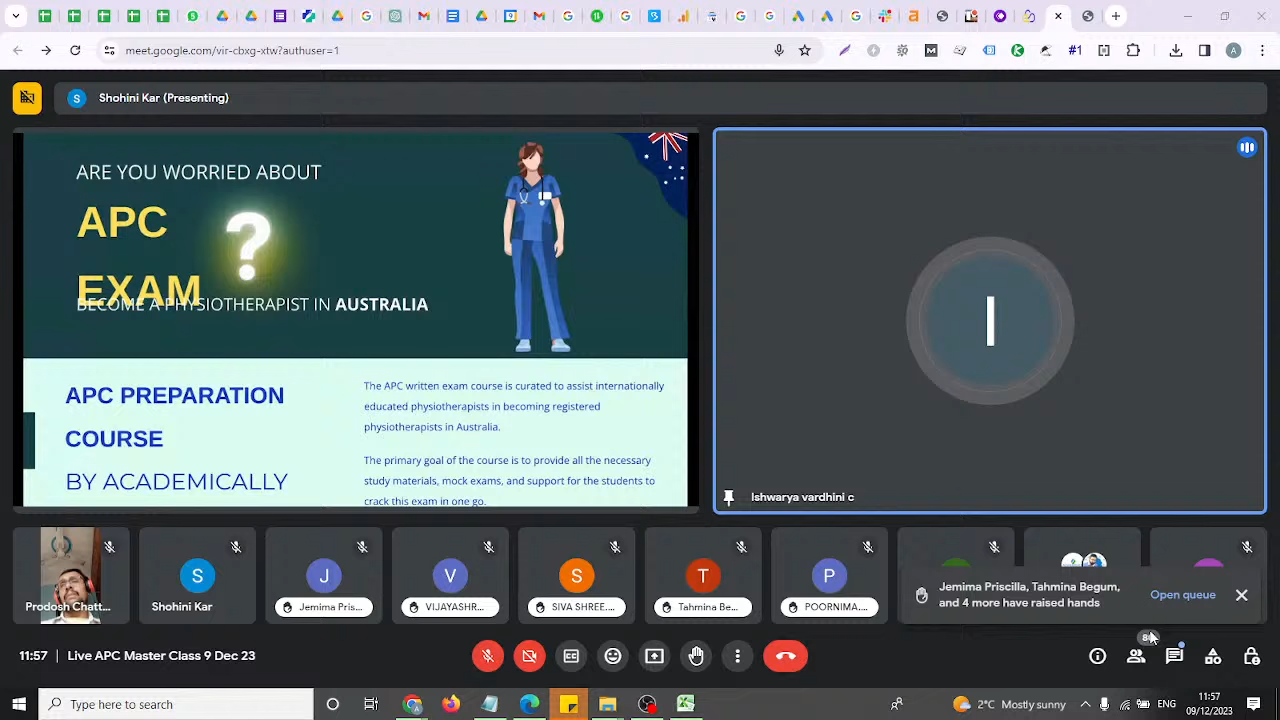 meet.google.com/vir-cbxg-xtw?authuser=1
#1
A
S
Shohini Kar (Presenting)
ARE YOU WORRIED ABOUT
APC
EXAM
?
BECOME A PHYSIOTHERAPIST IN AUSTRALIA
APC PREPARATION
COURSE
BY ACADEMICALLY
The APC written exam course is curated to assist internationally
educated physiotherapists in becoming registered
physiotherapists in Australia.
The primary goal of the course is to provide all the necessary
study materials, mock exams, and support for the students to
crack this exam in one go.
I
Ishwarya vardhini c
Prodosh Chatt...
S
Shohini Kar
J
Jemima Pris...
V
VIJAYASHR...
S
SIVA SHREE...
T
Tahmina Be...
P
POORNIMA...
Jemima Priscilla, Tahmina Begum,
and 4 more have raised hands
Open queue
11:57 | Live APC Master Class 9 Dec 23
Type here to search
2°C Mostly sunny
ENG
11:57
09/12/2023